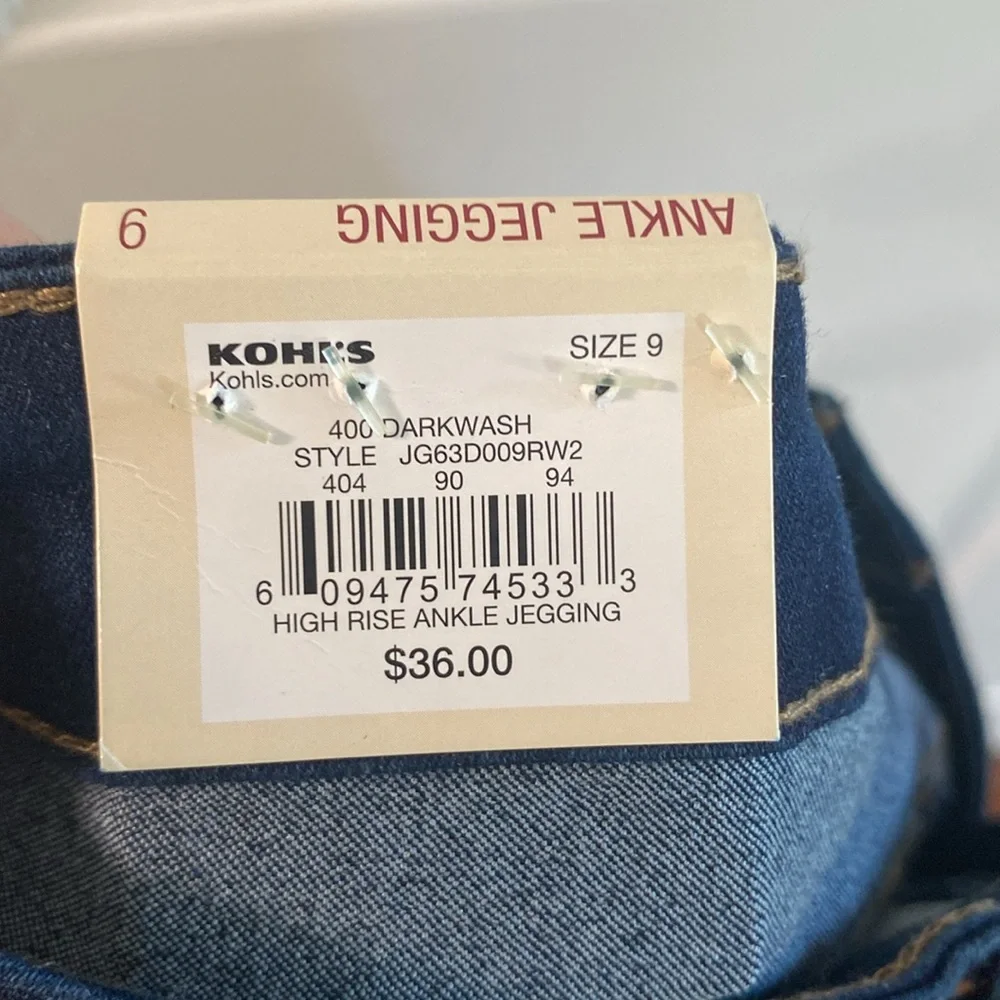 ANKLE JEGGING 9
KOHL'S SIZE 9
Kohls.com
400 DARKWASH
STYLE JG63D009RW2
404 90 94
6 09475 74533 3
HIGH RISE ANKLE JEGGING
$36.00